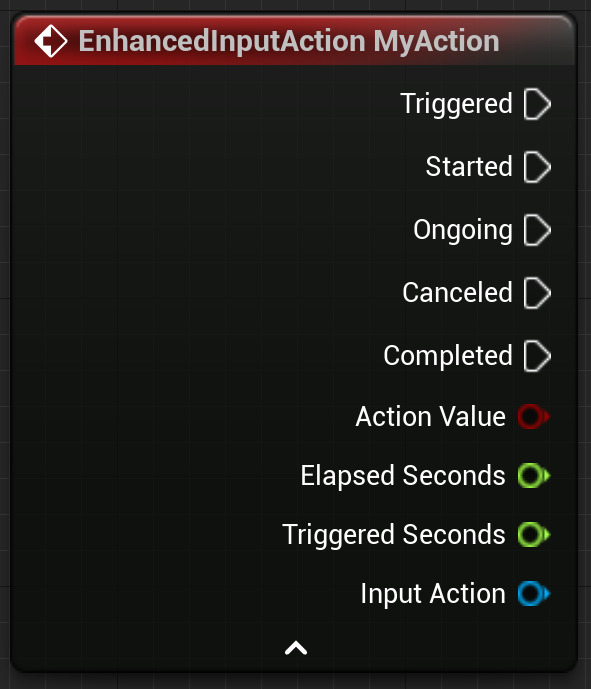 EnhancedInputAction MyAction
Triggered
Started
Ongoing
Canceled
Completed
Action Value
Elapsed Seconds
Triggered Seconds
Input Action